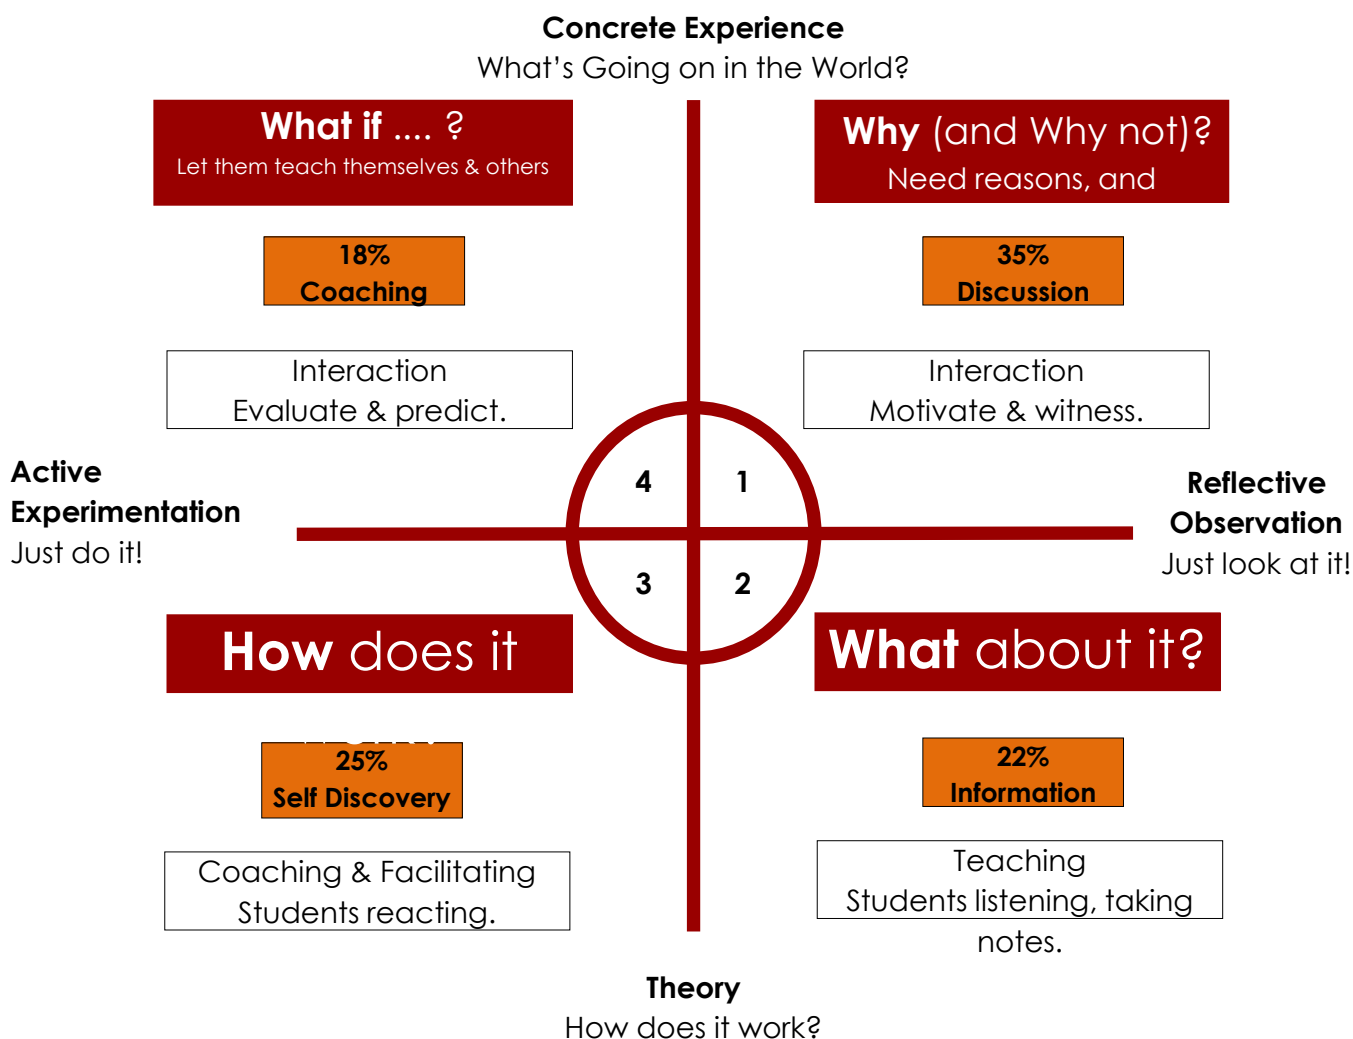 Concrete Experience
What’s Going on in the World?
What if .... ?
Let them teach themselves & others
Why (and Why not)?
Need reasons, and
18%
Coaching
35%
Discussion
Interaction
Evaluate & predict.
Interaction
Motivate & witness.
Active
Experimentation
Just do it!
4
1
3
2
Reflective
Observation
Just look at it!
How does it
What about it?
25%
Self Discovery
22%
Information
Coaching & Facilitating
Students reacting.
Teaching
Students listening, taking
notes.
Theory
How does it work?